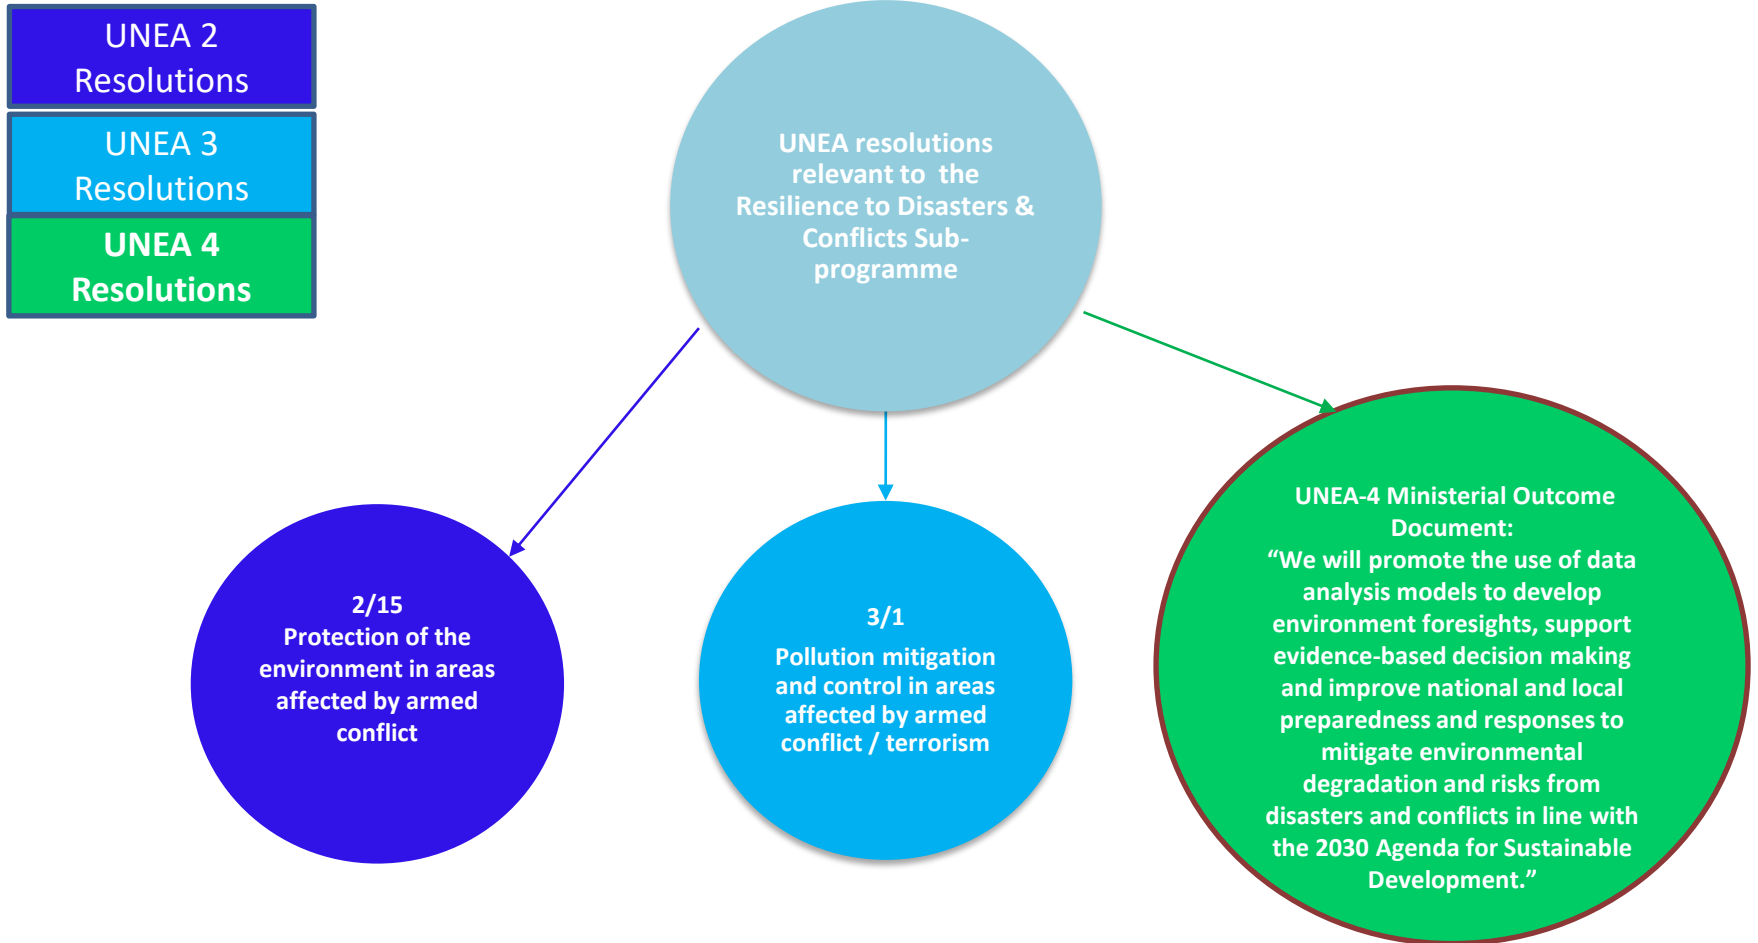 UNEA 2
Resolutions
UNEA 3
Resolutions
UNEA 4
Resolutions
UNEA resolutions
relevant to the
Resilience to Disasters &
Conflicts Sub-
programme
2/15
Protection of the
environment in areas
affected by armed
conflict
3/1
Pollution mitigation
and control in areas
affected by armed
conflict / terrorism
UNEA-4 Ministerial Outcome
Document:
“We will promote the use of data
analysis models to develop
environment foresights, support
evidence-based decision making
and improve national and local
preparedness and responses to
mitigate environmental
degradation and risks from
disasters and conflicts in line with
the 2030 Agenda for Sustainable
Development.”